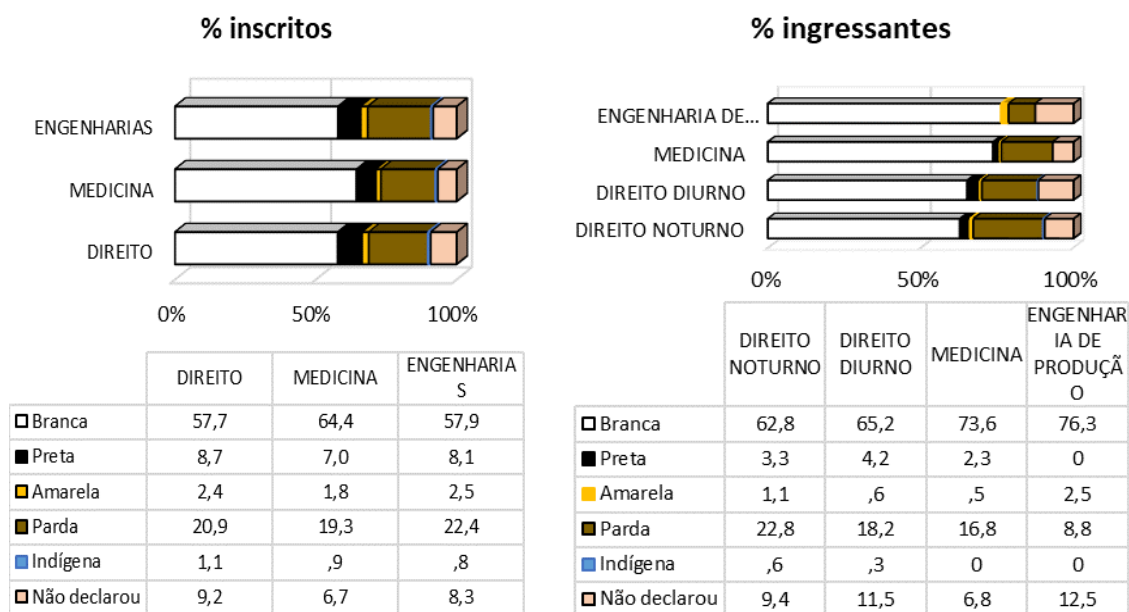 % inscritos
ENGENHARIAS
MEDICINA
DIREITO
0% 50% 100%
DIREITO MEDICINA ENGENHARIA
S
Branca 57,7 64,4 57,9
Preta 8,7 7,0 8,1
Amarela 2,4 1,8 2,5
Parda 20,9 19,3 22,4
Indígena 1,1 ,9 ,8
Não declarou 9,2 6,7 8,3
% ingressantes
ENGENHARIA DE...
MEDICINA
DIREITO DIURNO
DIREITO NOTURNO
0% 50% 100%
DIREITO
NOTURNO
DIREITO
DIURNO
MEDICINA
ENGENHAR
IA DE
PRODUÇÃ
O
Branca 62,8 65,2 73,6 76,3
Preta 3,3 4,2 2,3 0
Amarela 1,1 ,6 ,5 2,5
Parda 22,8 18,2 16,8 8,8
Indígena ,6 ,3 0 0
Não declarou 9,4 11,5 6,8 12,5